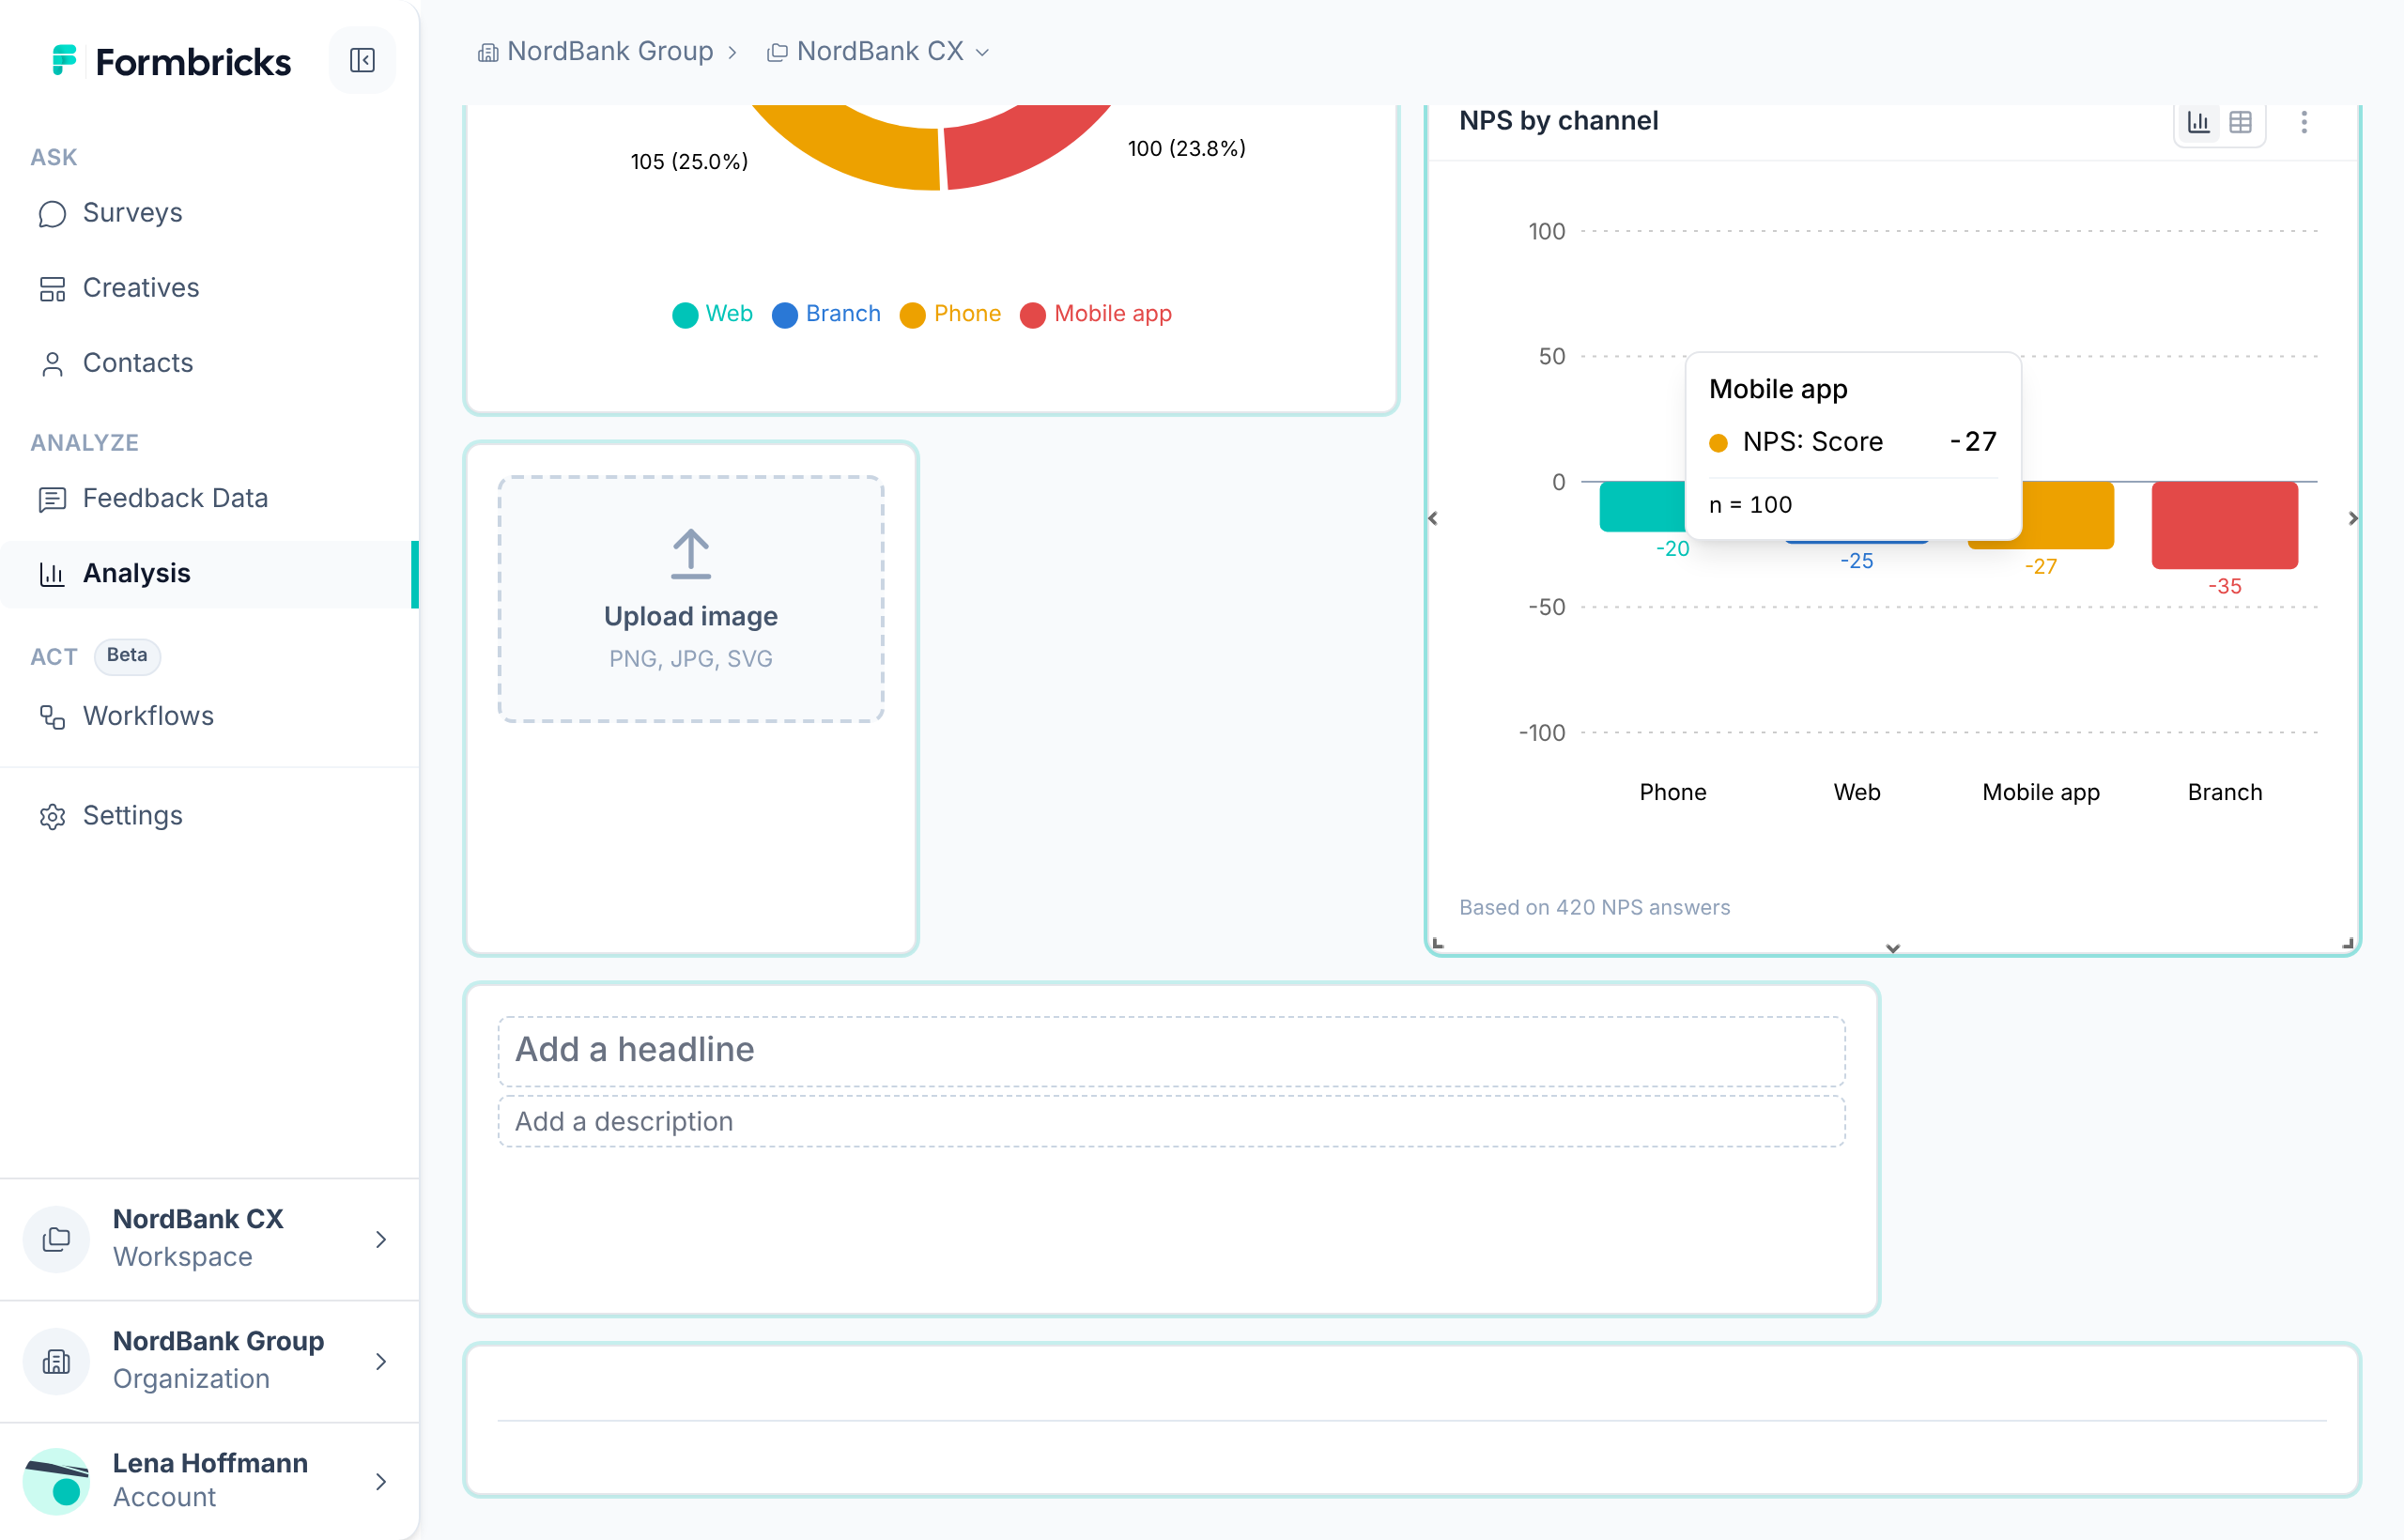 Formbricks
ASK
Surveys
Creatives
Contacts
ANALYZE
Feedback Data
Analysis
ACT Beta
Workflows
Settings
NordBank CX
Workspace
NordBank Group
Organization
Lena Hoffmann
Account
NordBank Group NordBank CX
105 (25.0%)
100 (23.8%)
Web Branch Phone Mobile app
Upload image
PNG, JPG, SVG
NPS by channel
100
50
0
-50
-100
Mobile app
NPS: Score -27
n = 100
-20
-25
-27
-35
Phone Web Mobile app Branch
Based on 420 NPS answers
Add a headline
Add a description